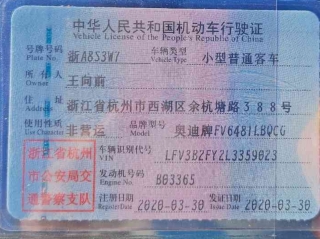 中华人民共和国机动车行驶证
Vehicle License of the People's Republic of China
号牌号码 浙A8S3W7 车辆类型 小型普通客车
Plate No. Vehicle Type
所有人 王向前
Owner
住址 浙江省杭州市西湖区余杭塘路388号
Address
使用性质 非营运 品牌型号 奥迪牌FV6481LBQCG
Use Character Model
浙江省杭州
市公安局交
通警察支队
车辆识别代号 LFV3B2FY2L3359023
VIN
发动机号码 B03365
Engine No.
注册日期 2020-03-30 发证日期 2020-03-30
Register Date Issue Date